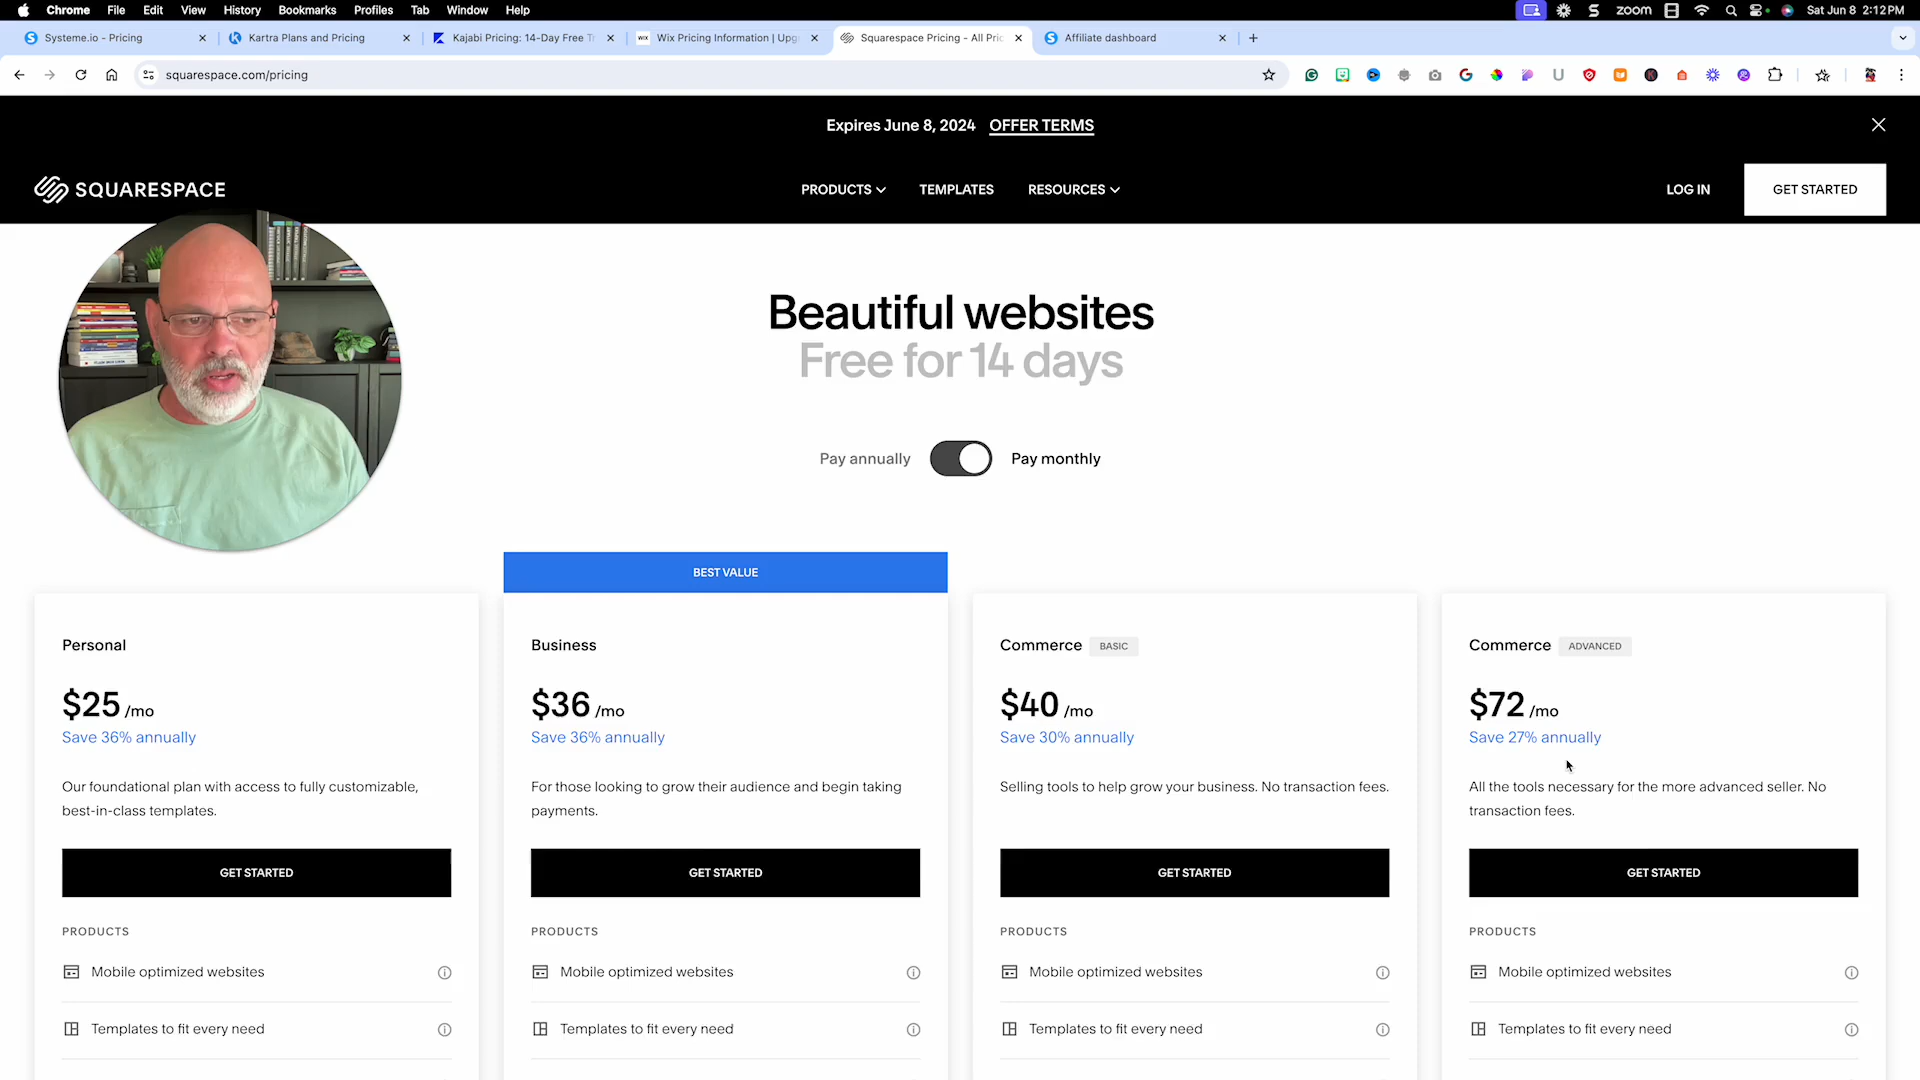 Chrome File Edit View History Bookmarks Profiles Tab Window Help
zoom Sat Jun 8 2:12 PM
Systeme.io - Pricing
Kartra Plans and Pricing
Kajabi Pricing: 14-Day Free T
WIX Wix Pricing Information | Upg
Squarespace Pricing - All Pric
Affiliate dashboard
squarespace.com/pricing
Expires June 8, 2024 OFFER TERMS
SQUARESPACE
PRODUCTS TEMPLATES RESOURCES
LOG IN GET STARTED
Beautiful websites
Free for 14 days
Pay annually Pay monthly
BEST VALUE
Personal
$25 /mo
Save 36% annually
Our foundational plan with access to fully customizable,
best-in-class templates.
GET STARTED
PRODUCTS
Mobile optimized websites
Templates to fit every need
Business
$36 /mo
Save 36% annually
For those looking to grow their audience and begin taking
payments.
GET STARTED
PRODUCTS
Mobile optimized websites
Templates to fit every need
Commerce BASIC
$40 /mo
Save 30% annually
Selling tools to help grow your business. No transaction fees.
GET STARTED
PRODUCTS
Mobile optimized websites
Templates to fit every need
Commerce ADVANCED
$72 /mo
Save 27% annually
All the tools necessary for the more advanced seller. No
transaction fees.
GET STARTED
PRODUCTS
Mobile optimized websites
Templates to fit every need